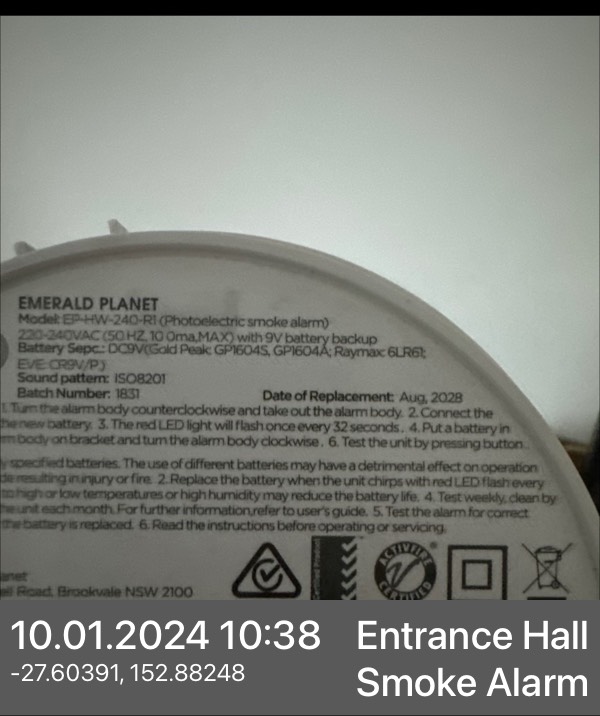 EMERALD PLANET
Model: EP-HW-240-R1 (Photoelectric smoke alarm)
220-240VAC (50 HZ, 10 0ma,MAX) with 9V battery backup
Battery Sepc.: DC9V(Gold Peak: GP1604S, GP1604A; Raymax: 6LR61;
EVE: CR9V/P)
Sound pattern: ISO8201
Batch Number: 1831 Date of Replacement: Aug, 2028
1. Turn the alarm body counterclockwise and take out the alarm body. 2. Connect the
the new battery. 3. The red LED light will flash once every 32 seconds. 4. Put a battery in
rm body on bracket and turn the alarm body clockwise. 6. Test the unit by pressing button.
y specified batteries. The use of different batteries may have a detrimental effect on operation
de resulting in injury or fire. 2. Replace the battery when the unit chirps with red LED flash every
to high or low temperatures or high humidity may reduce the battery life. 4. Test weekly, clean by
he unit each month. For further information,refer to user's guide. 5. Test the alarm for correct
the battery is replaced. 6. Read the instructions before operating or servicing.
anet
ell Road, Brookvale NSW 2100
ACTIVFIRE
CERTIFIED
10.01.2024 10:38
-27.60391, 152.88248
Entrance Hall
Smoke Alarm